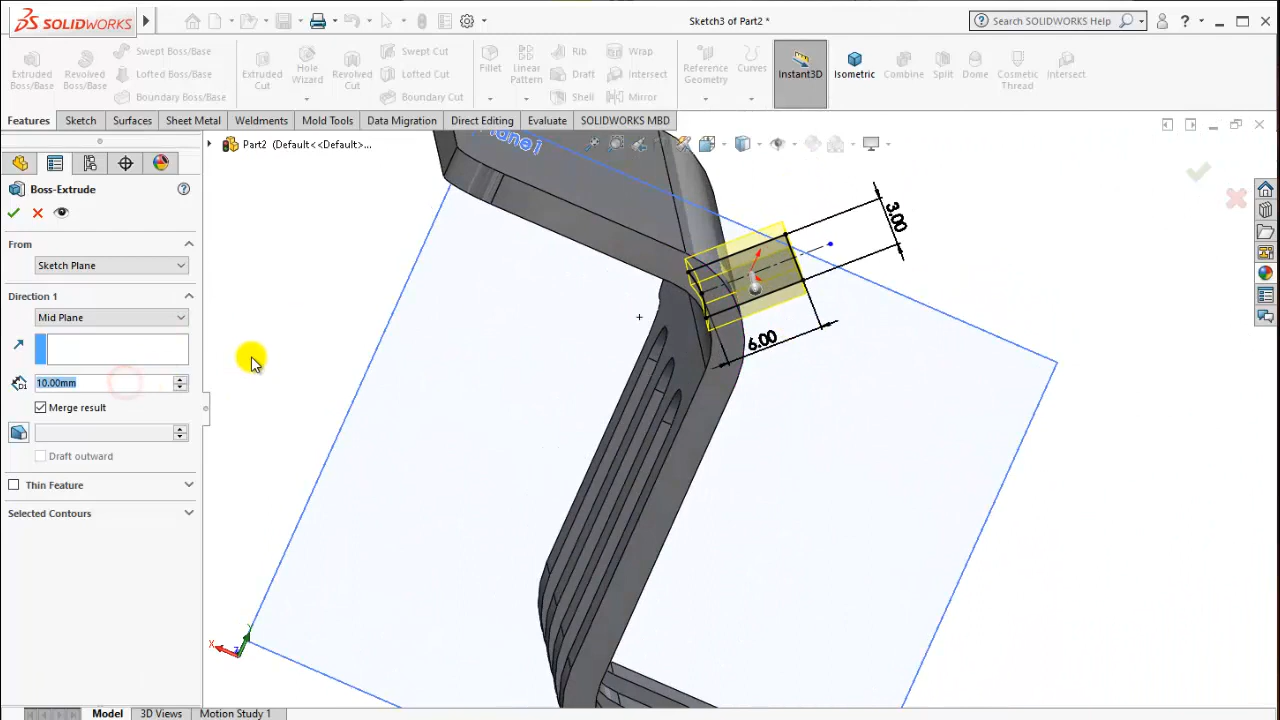 SOLIDWORKS
Sketch3 of Part2 *
Search SOLIDWORKS Help
?
Extruded Boss/Base
Revolved Boss/Base
Swept Boss/Base
Lofted Boss/Base
Boundary Boss/Base
Extruded Cut
Hole Wizard
Revolved Cut
Swept Cut
Lofted Cut
Boundary Cut
Fillet
Linear Pattern
Rib
Draft
Shell
Wrap
Intersect
Mirror
Reference Geometry
Curves
Instant3D
Isometric
Combine
Split
Dome
Cosmetic Thread
Intersect
Features
Sketch
Surfaces
Sheet Metal
Weldments
Mold Tools
Data Migration
Direct Editing
Evaluate
SOLIDWORKS MBD
Part2 (Default<<Default>...
Boss-Extrude
From
Sketch Plane
Direction 1
Mid Plane
10.00mm
Merge result
Draft outward
Thin Feature
Selected Contours
3.00
6.00
X
Y
Z
Model
3D Views
Motion Study 1